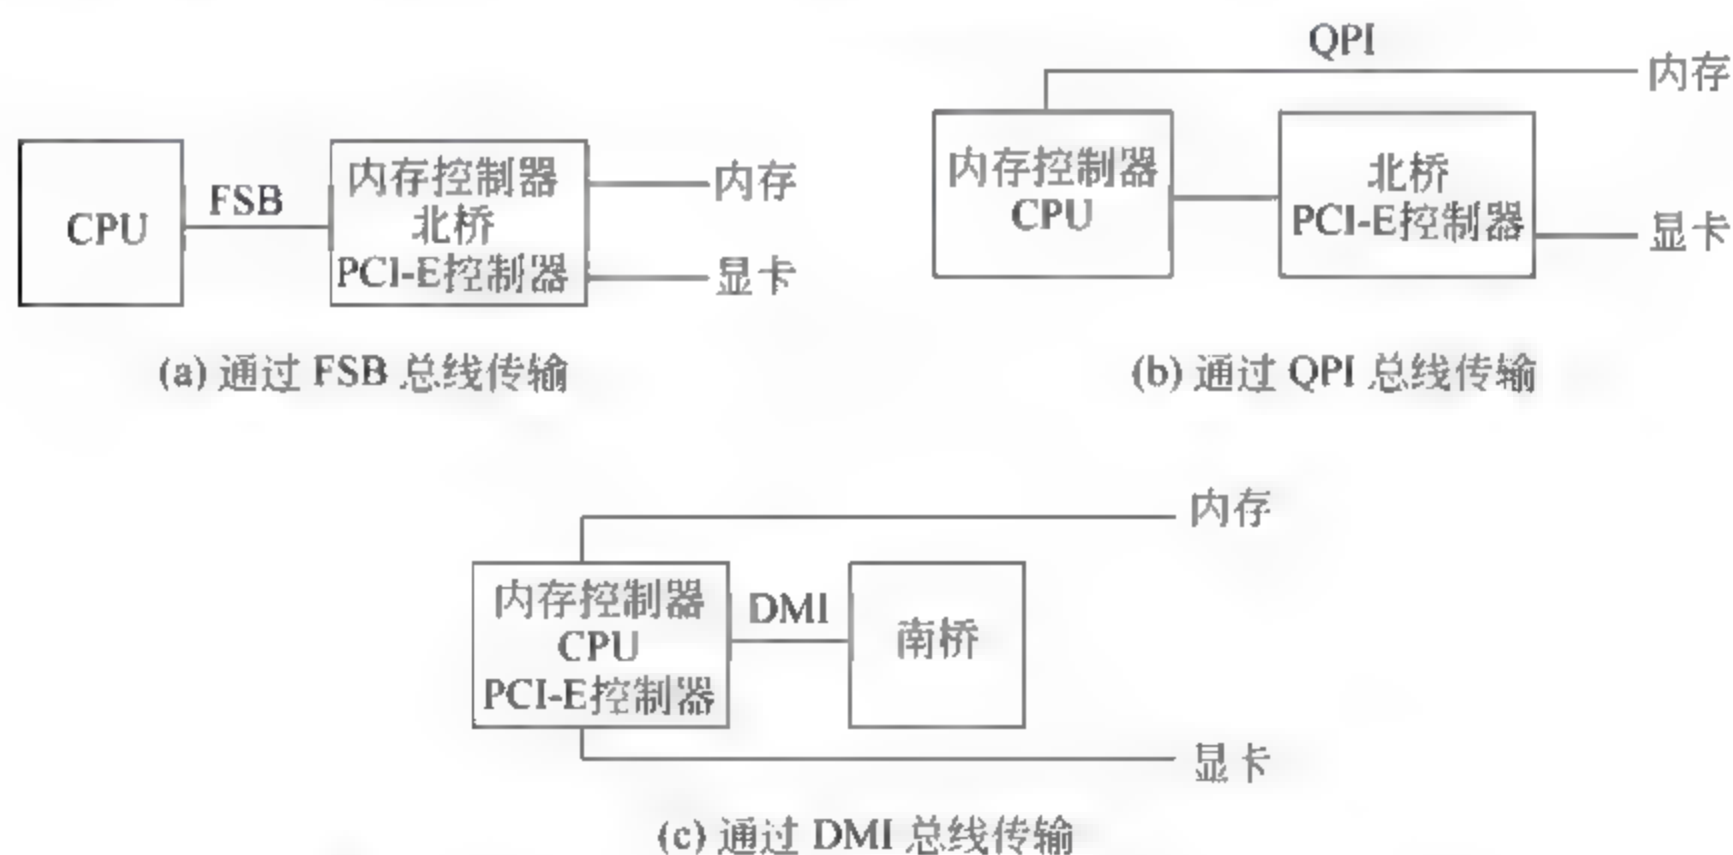 CPU
FSB
内存控制器
北桥
PCI-E控制器
内存
显卡
(a) 通过 FSB 总线传输
QPI
内存
内存控制器
CPU
北桥
PCI-E控制器
显卡
(b) 通过 QPI 总线传输
内存
内存控制器
CPU
PCI-E控制器
DMI
南桥
显卡
(c) 通过 DMI 总线传输